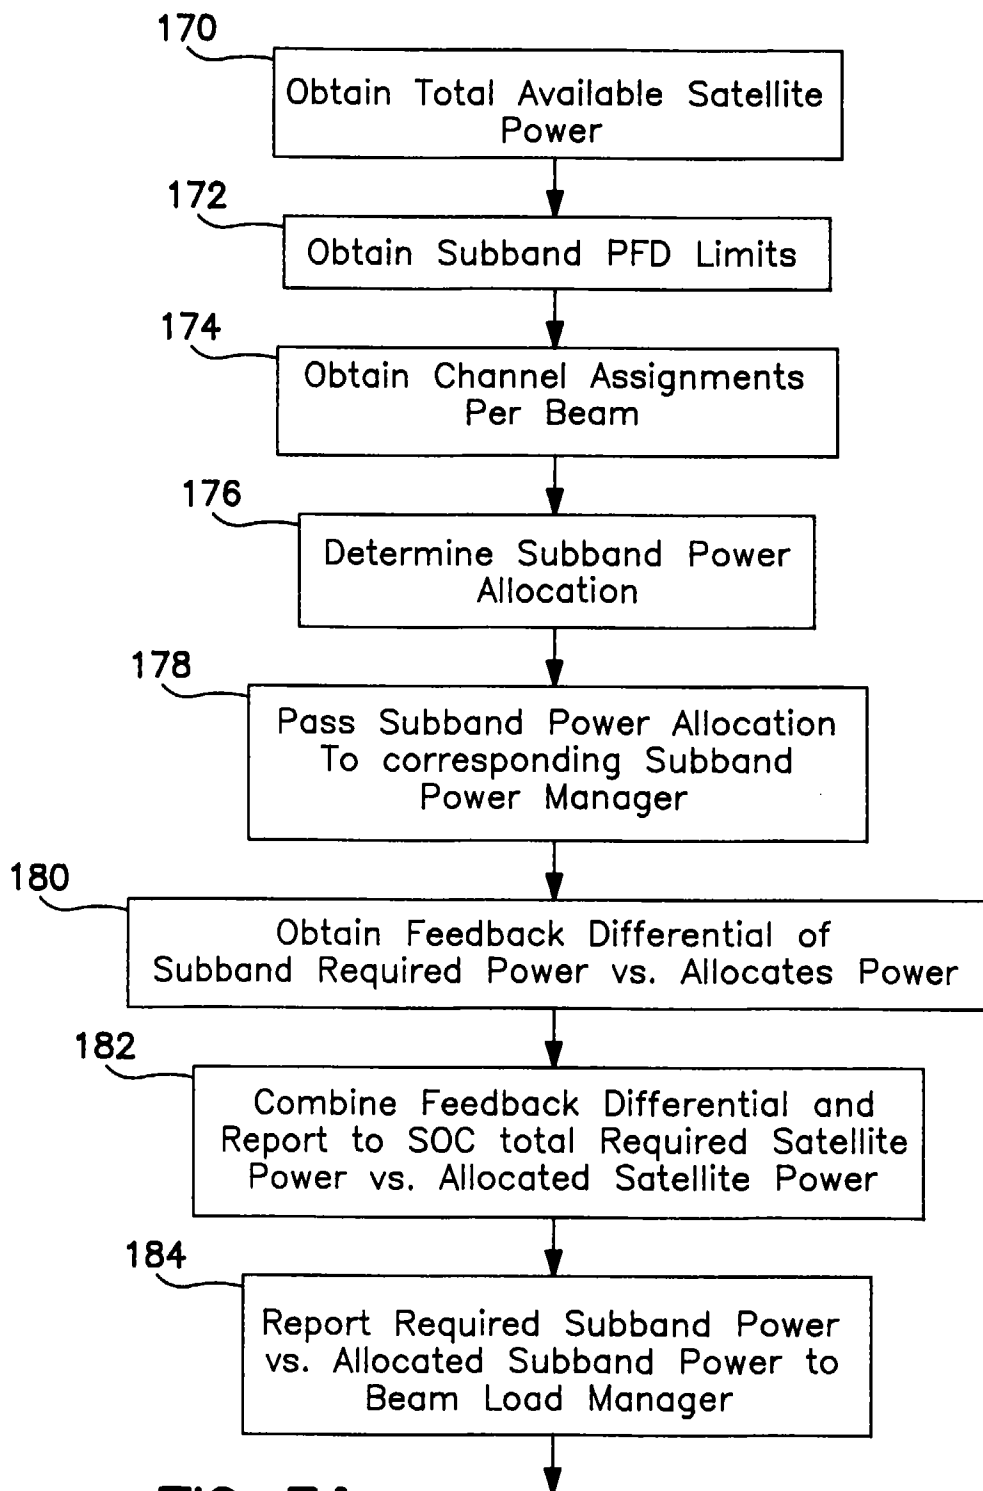 170
Obtain Total Available Satellite
Power
172
Obtain Subband PFD Limits
174
Obtain Channel Assignments
Per Beam
176
Determine Subband Power
Allocation
178
Pass Subband Power Allocation
To corresponding Subband
Power Manager
180
Obtain Feedback Differential of
Subband Required Power vs. Allocates Power
182
Combine Feedback Differential and
Report to SOC total Required Satellite
Power vs. Allocated Satellite Power
184
Report Required Subband Power
vs. Allocated Subband Power to
Beam Load Manager